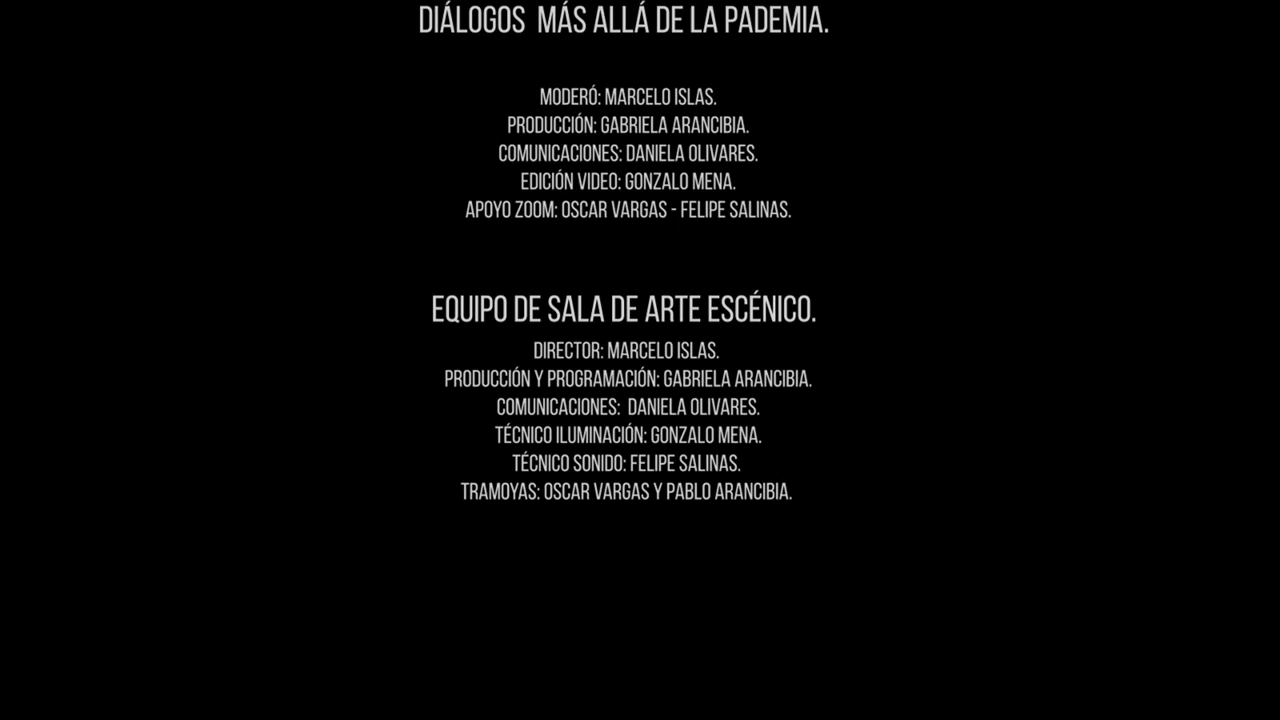 DIÁLOGOS  MÁS ALLÁ DE LA PADEMIA.
MODERÓ: MARCELO ISLAS.
PRODUCCIÓN: GABRIELA ARANCIBIA.
COMUNICACIONES: DANIELA OLIVARES.
EDICIÓN VIDEO: GONZALO MENA.
APOYO ZOOM: OSCAR VARGAS - FELIPE SALINAS.
EQUIPO DE SALA DE ARTE ESCÉNICO.
DIRECTOR: MARCELO ISLAS.
PRODUCCIÓN Y PROGRAMACIÓN: GABRIELA ARANCIBIA.
COMUNICACIONES:  DANIELA OLIVARES.
TÉCNICO ILUMINACIÓN: GONZALO MENA.
TÉCNICO SONIDO: FELIPE SALINAS.
TRAMOYAS: OSCAR VARGAS Y PABLO ARANCIBIA.